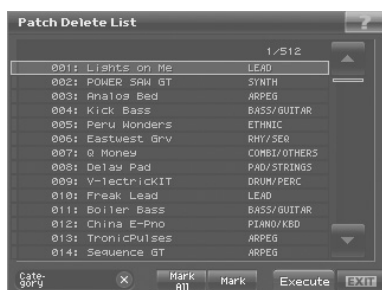 Patch Delete List ?
1/512
001: Lights on Me LEAD
002: POWER SAW GT SYNTH
003: Analog Bed ARPEG
004: Kick Bass BASS/GUITAR
005: Peru Wonders ETHNIC
006: Eastwest Grv RHY/SEQ
007: Q Money COMBI/OTHERS
008: Delay Pad PAD/STRINGS
009: V-lectricKIT DRUM/PERC
010: Freak Lead LEAD
011: Boiler Bass BASS/GUITAR
012: China E-Pno PIANO/KBD
013: TronicPulses ARPEG
014: Sequence GT ARPEG
Cate-
gory
Mark
All
Mark
Execute
EXIT